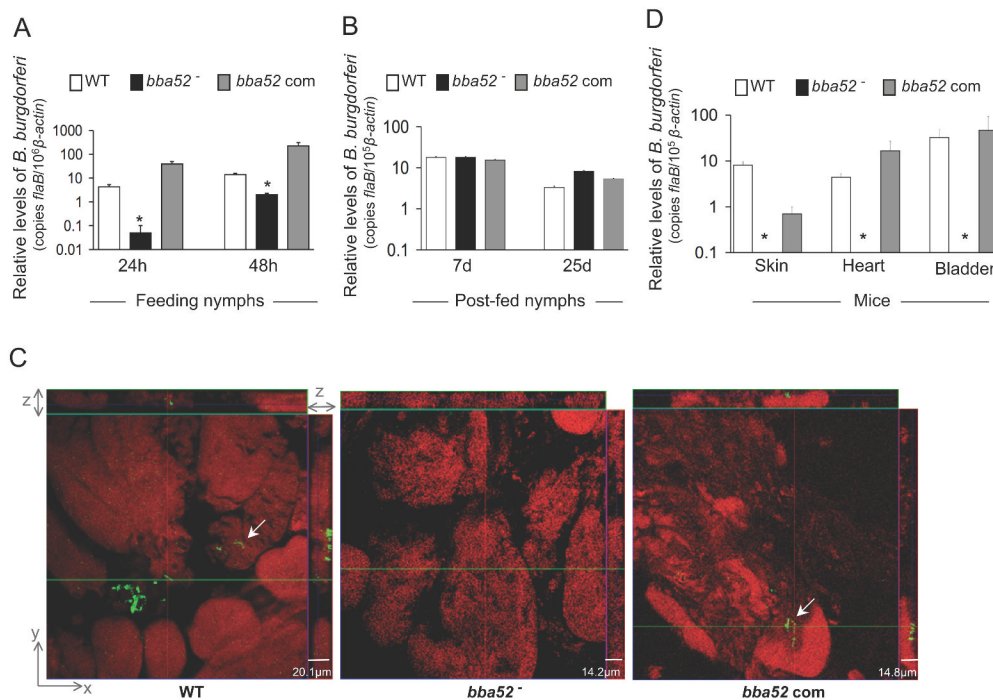 A
WT bba52 - bba52 com
Relative levels of B. burgdorferi
(copies flaB/10⁶β-actin)
1000
100
10
1
0.1
0.01
*
*
24h 48h
Feeding nymphs
B
WT bba52 - bba52 com
Relative levels of B. burgdorferi
(copies flaB/10⁵β-actin)
100
10
1
0.1
7d 25d
Post-fed nymphs
D
WT bba52 - bba52 com
Relative levels of B. burgdorferi
(copies flaB/10⁵ β-actin)
100
10
1
0.1
* * *
Skin Heart Bladder
Mice
C
z
z
y
x
20.1µm
14.2µm
14.8µm
WT
bba52 -
bba52 com